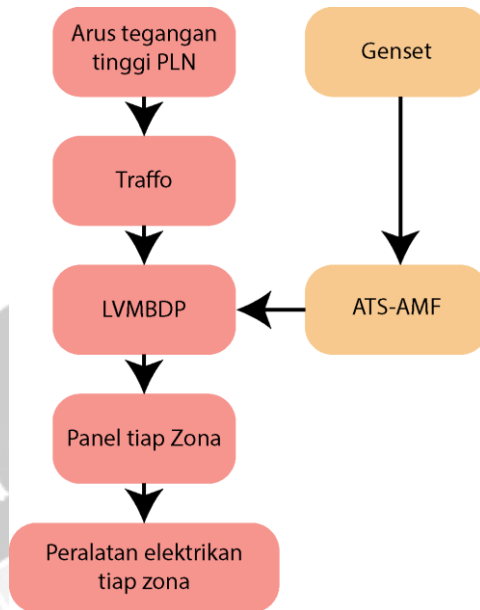 Arus tegangan
tinggi PLN
Genset
Traffo
LVMBDP
ATS-AMF
Panel tiap Zona
Peralatan elektrikan
tiap zona